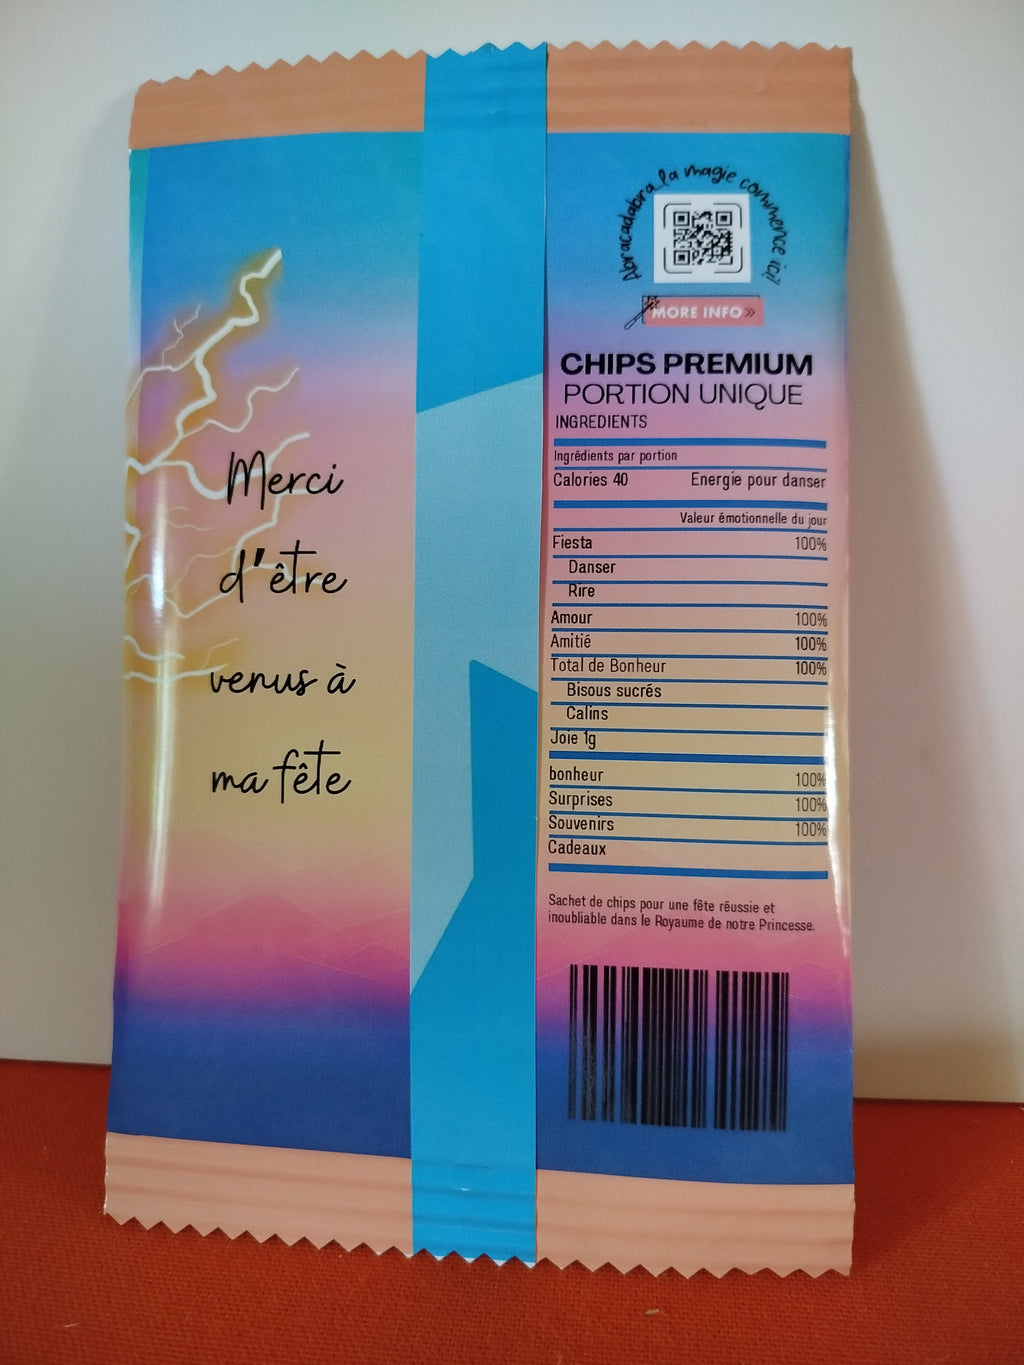 Merci
d'être
venus à
ma fête
Abracadabra la magie commence ici!
MORE INFO»
CHIPS PREMIUM
PORTION UNIQUE
INGREDIENTS
Ingrédients par portion
Calories 40 Energie pour danser
Valeur émotionnelle du jour
Fiesta 100%
Danser
Rire
Amour 100%
Amitié 100%
Total de Bonheur 100%
Bisous sucrés
Calins
Joie 1g
bonheur 100%
Surprises 100%
Souvenirs 100%
Cadeaux
Sachet de chips pour une fête réussie et
inoubliable dans le Royaume de notre Princesse.